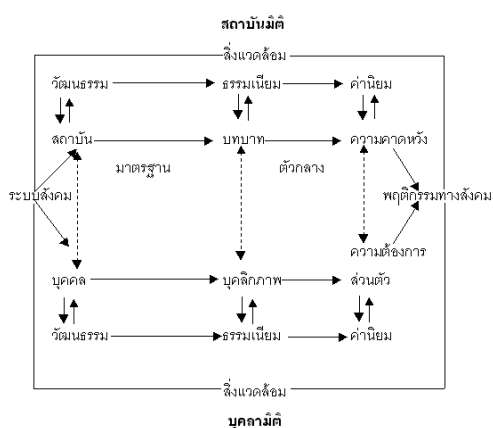 สถาบันมิติ
สิ่งแวดล้อม
วัฒนธรรม ธรรมเนียม ค่านิยม
สถาบัน บทบาท ความคาดหวัง
มาตรฐาน ตัวกลาง
ระบบสังคม พฤติกรรมทางสังคม
ความต้องการ
บุคคล บุคลิกภาพ ส่วนตัว
วัฒนธรรม ธรรมเนียม ค่านิยม
สิ่งแวดล้อม
บุคลามิติ